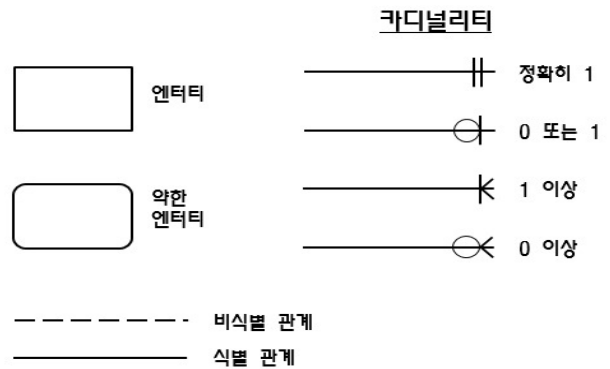 카디널리티
엔터티
약한
엔터티
정확히 1
0 또는 1
1 이상
0 이상
비식별 관계
식별 관계